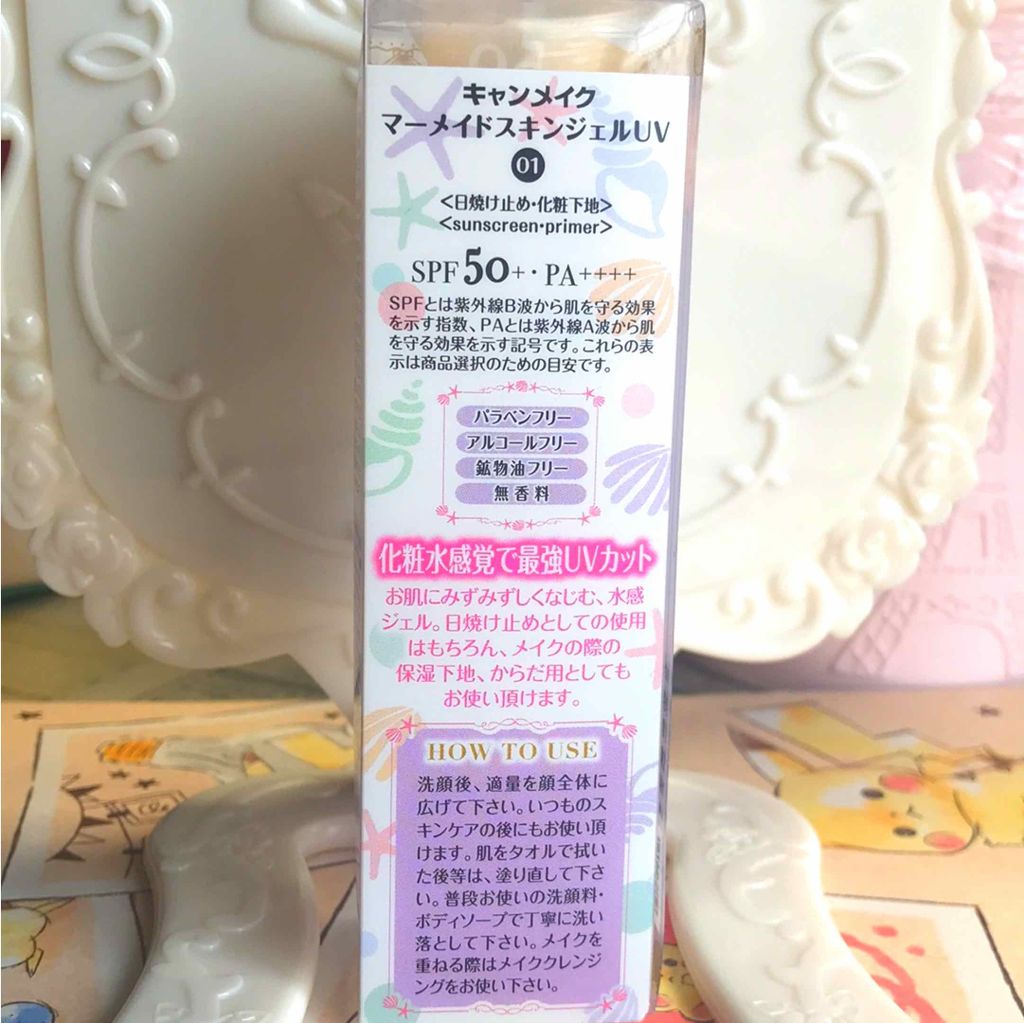 キャンメイク
マーメイドスキンジェルUV
01
<日焼け止め・化粧下地>
<sunscreen・primer>
SPF50+・PA++++
SPFとは紫外線B波から肌を守る効果
を示す指数、PAとは紫外線A波から肌
を守る効果を示す記号です。これらの表
示は商品選択のための目安です。
パラベンフリー
アルコールフリー
鉱物油フリー
無香料
化粧水感覚で最強UVカット
お肌にみずみずしくなじむ、水感
ジェル。日焼け止めとしての使用
はもちろん、メイクの際の
保湿下地、からだ用としても
お使い頂けます。
HOW TO USE
洗顔後、適量を顔全体に
広げて下さい。いつものス
キンケアの後にもお使い頂
けます。肌をタオルで拭い
た後等は、塗り直して下さ
い。普段お使いの洗顔料・
ボディソープで丁寧に洗い
落として下さい。メイクを
重ねる際はメイククレンジ
ングをお使い下さい。